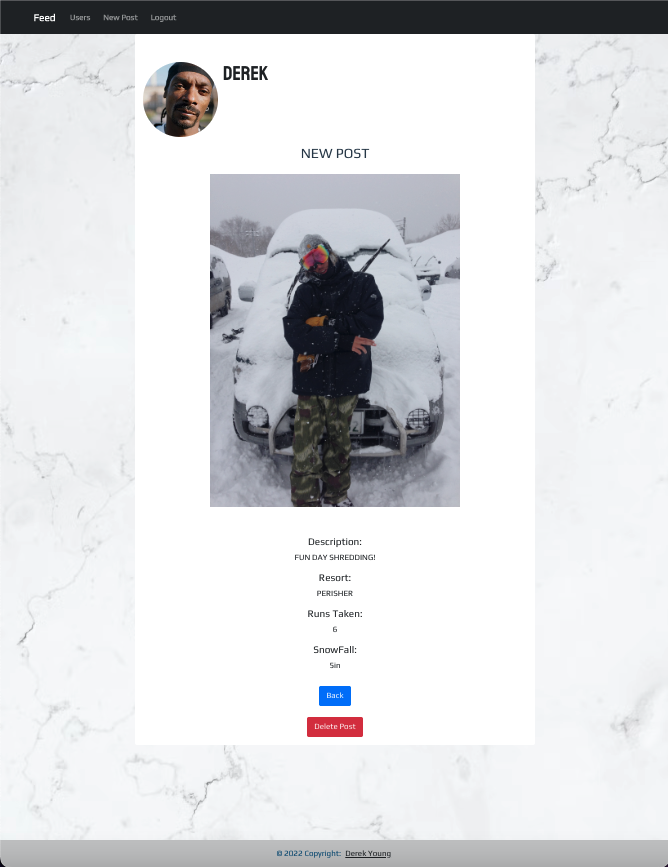 Feed Users New Post Logout
DEREK
NEW POST
Description:
FUN DAY SHREDDING!
Resort:
PERISHER
Runs Taken:
6
SnowFall:
5in
Back
Delete Post
© 2022 Copyright: Derek Young